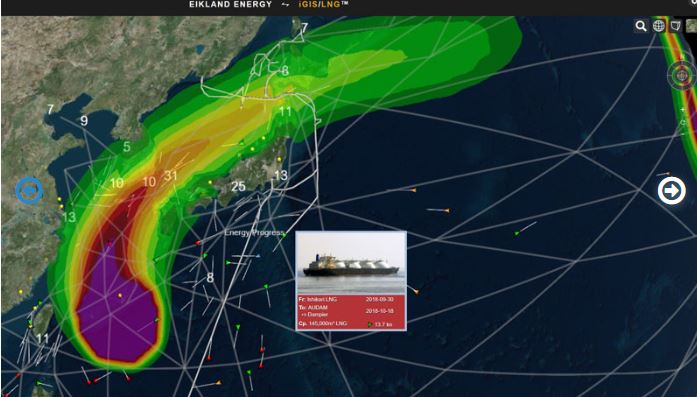 EIKLAND ENERGY ↔ iGIS/LNG™
7
8
7
9
11
5
10
10
31
13
25
13
Energy Progress
8
11
Fr: Ishikari LNG 2018-09-30
To: AUDAM 2018-10-18
Dampier
Cp. 145,000m³ LNG 13.7 kn